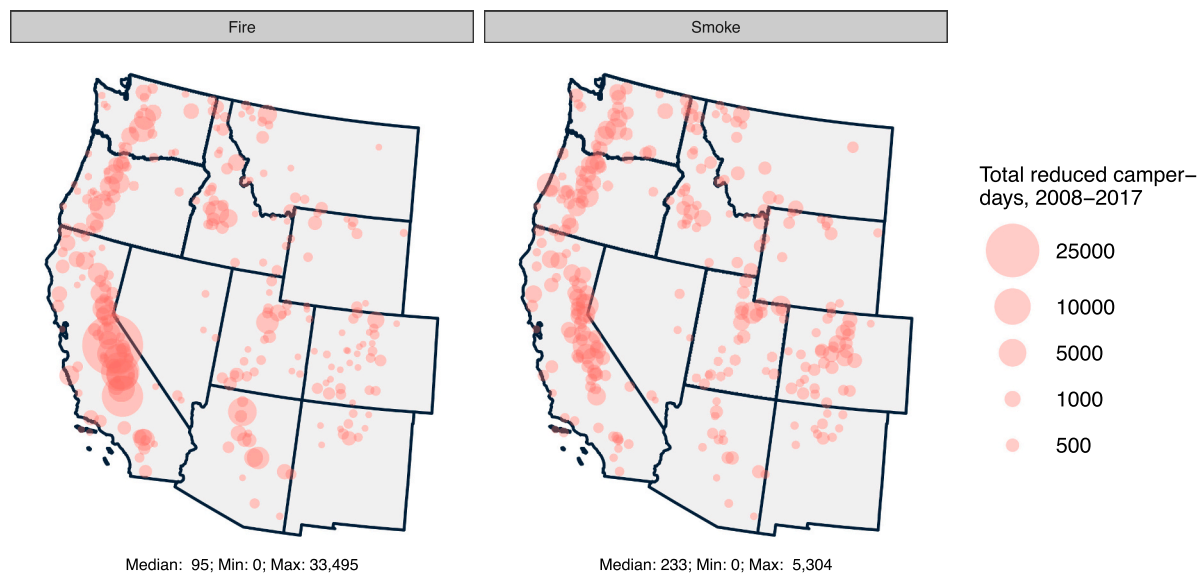 Fire
Smoke
Total reduced camper–
days, 2008–2017
25000
10000
5000
1000
500
Median:  95; Min: 0; Max: 33,495
Median: 233; Min: 0; Max:  5,304